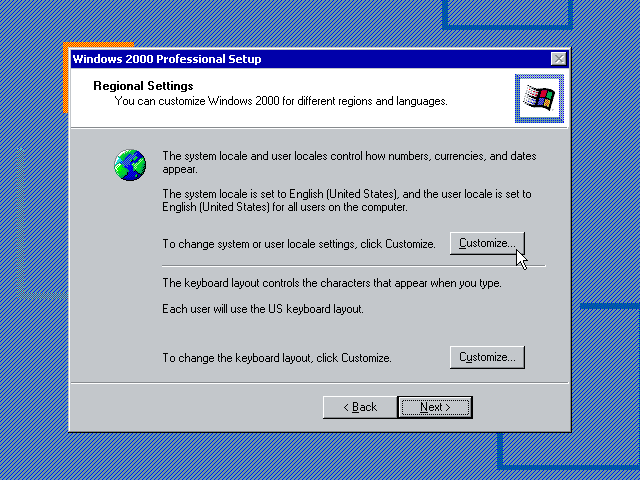 Windows 2000 Professional Setup
Regional Settings
You can customize Windows 2000 for different regions and languages.
The system locale and user locales control how numbers, currencies, and dates
appear.
The system locale is set to English (United States), and the user locale is set to
English (United States) for all users on the computer.
To change system or user locale settings, click Customize.
Customize...
The keyboard layout controls the characters that appear when you type.
Each user will use the US keyboard layout.
To change the keyboard layout, click Customize.
Customize...
< Back
Next >